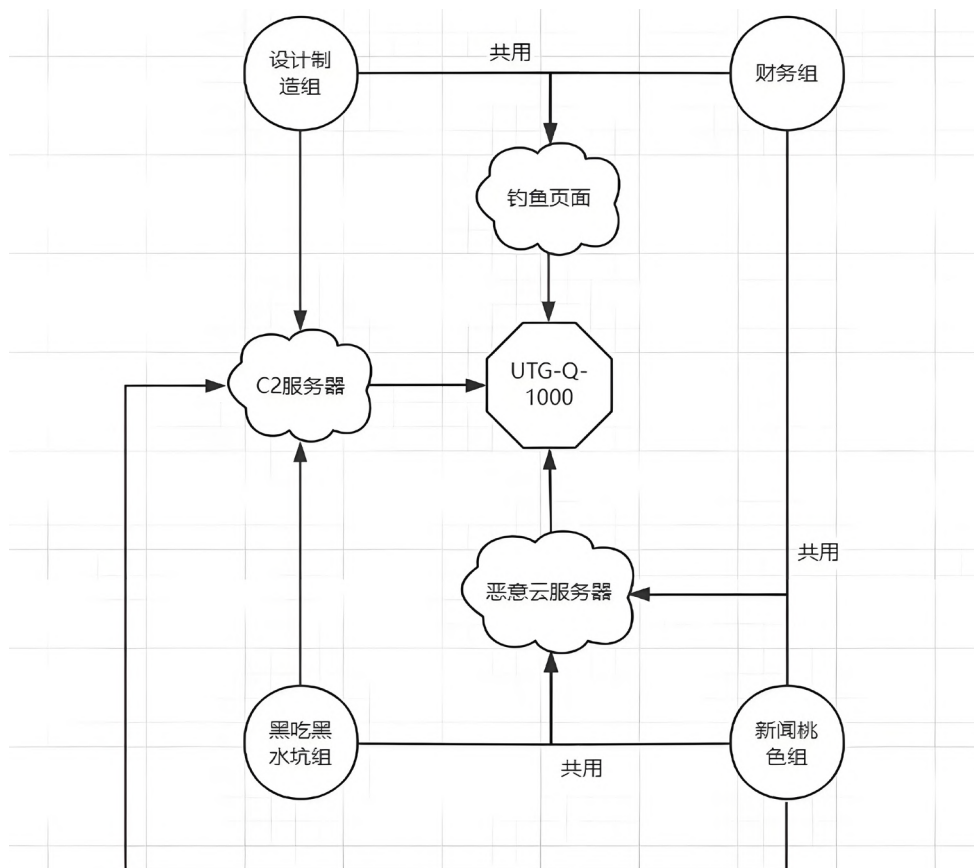 共用
设计制
造组
财务组
钓鱼页面
UTG-Q-
1000
C2服务器
共用
恶意云服务器
黑吃黑
水坑组
新闻桃
色组
共用